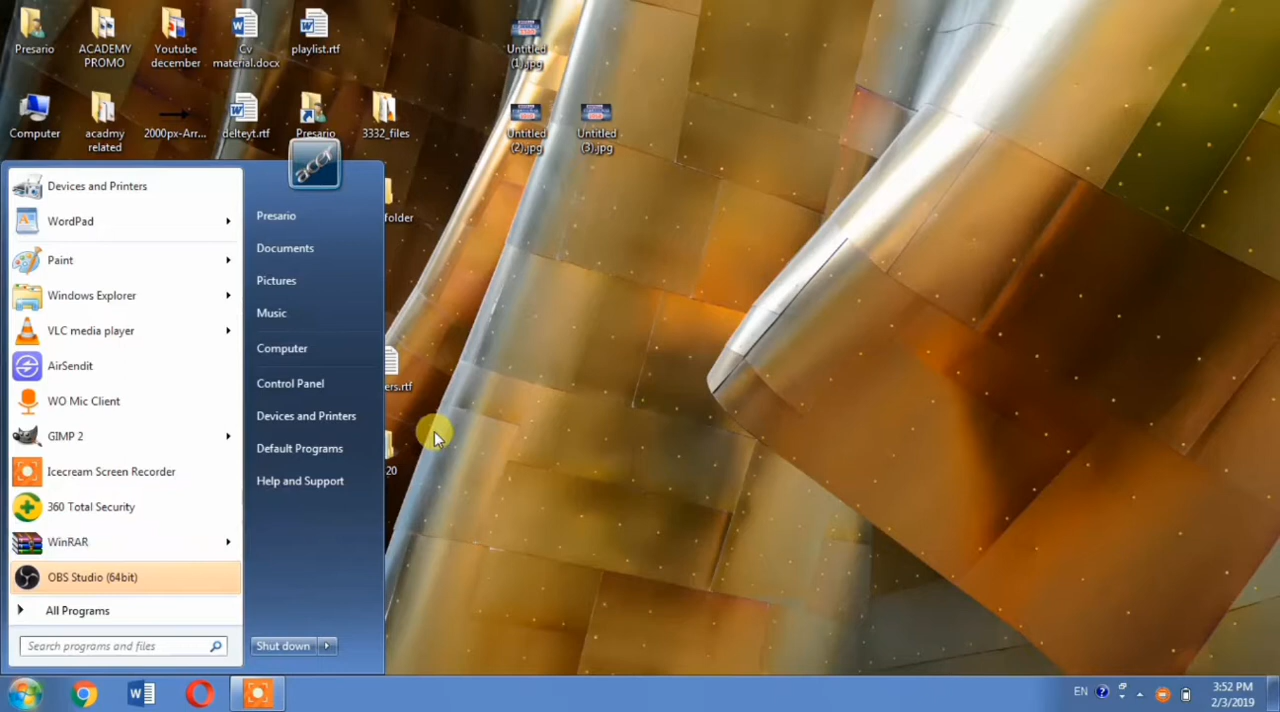 Presario
ACADEMY
PROMO
Youtube
december
Cv
material.docx
playlist.rtf
Untitled
(1).jpg
Computer
acadmy
related
2000px-Arr...
delteyt.rtf
Presario
3332_files
Untitled
(2).jpg
Untitled
(3).jpg
acer
folder
ers.rtf
20
Devices and Printers
WordPad
Paint
Windows Explorer
VLC media player
AirSendit
WO Mic Client
GIMP 2
Icecream Screen Recorder
360 Total Security
WinRAR
OBS Studio (64bit)
All Programs
Search programs and files
Presario
Documents
Pictures
Music
Computer
Control Panel
Devices and Printers
Default Programs
Help and Support
Shut down
EN
3:52 PM
2/3/2019